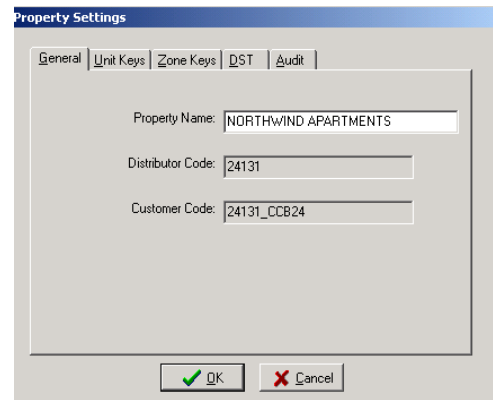 Property Settings
General Unit Keys Zone Keys DST Audit
Property Name: NORTHWIND APARTMENTS
Distributor Code: 24131
Customer Code: 24131_CCB24
OK Cancel